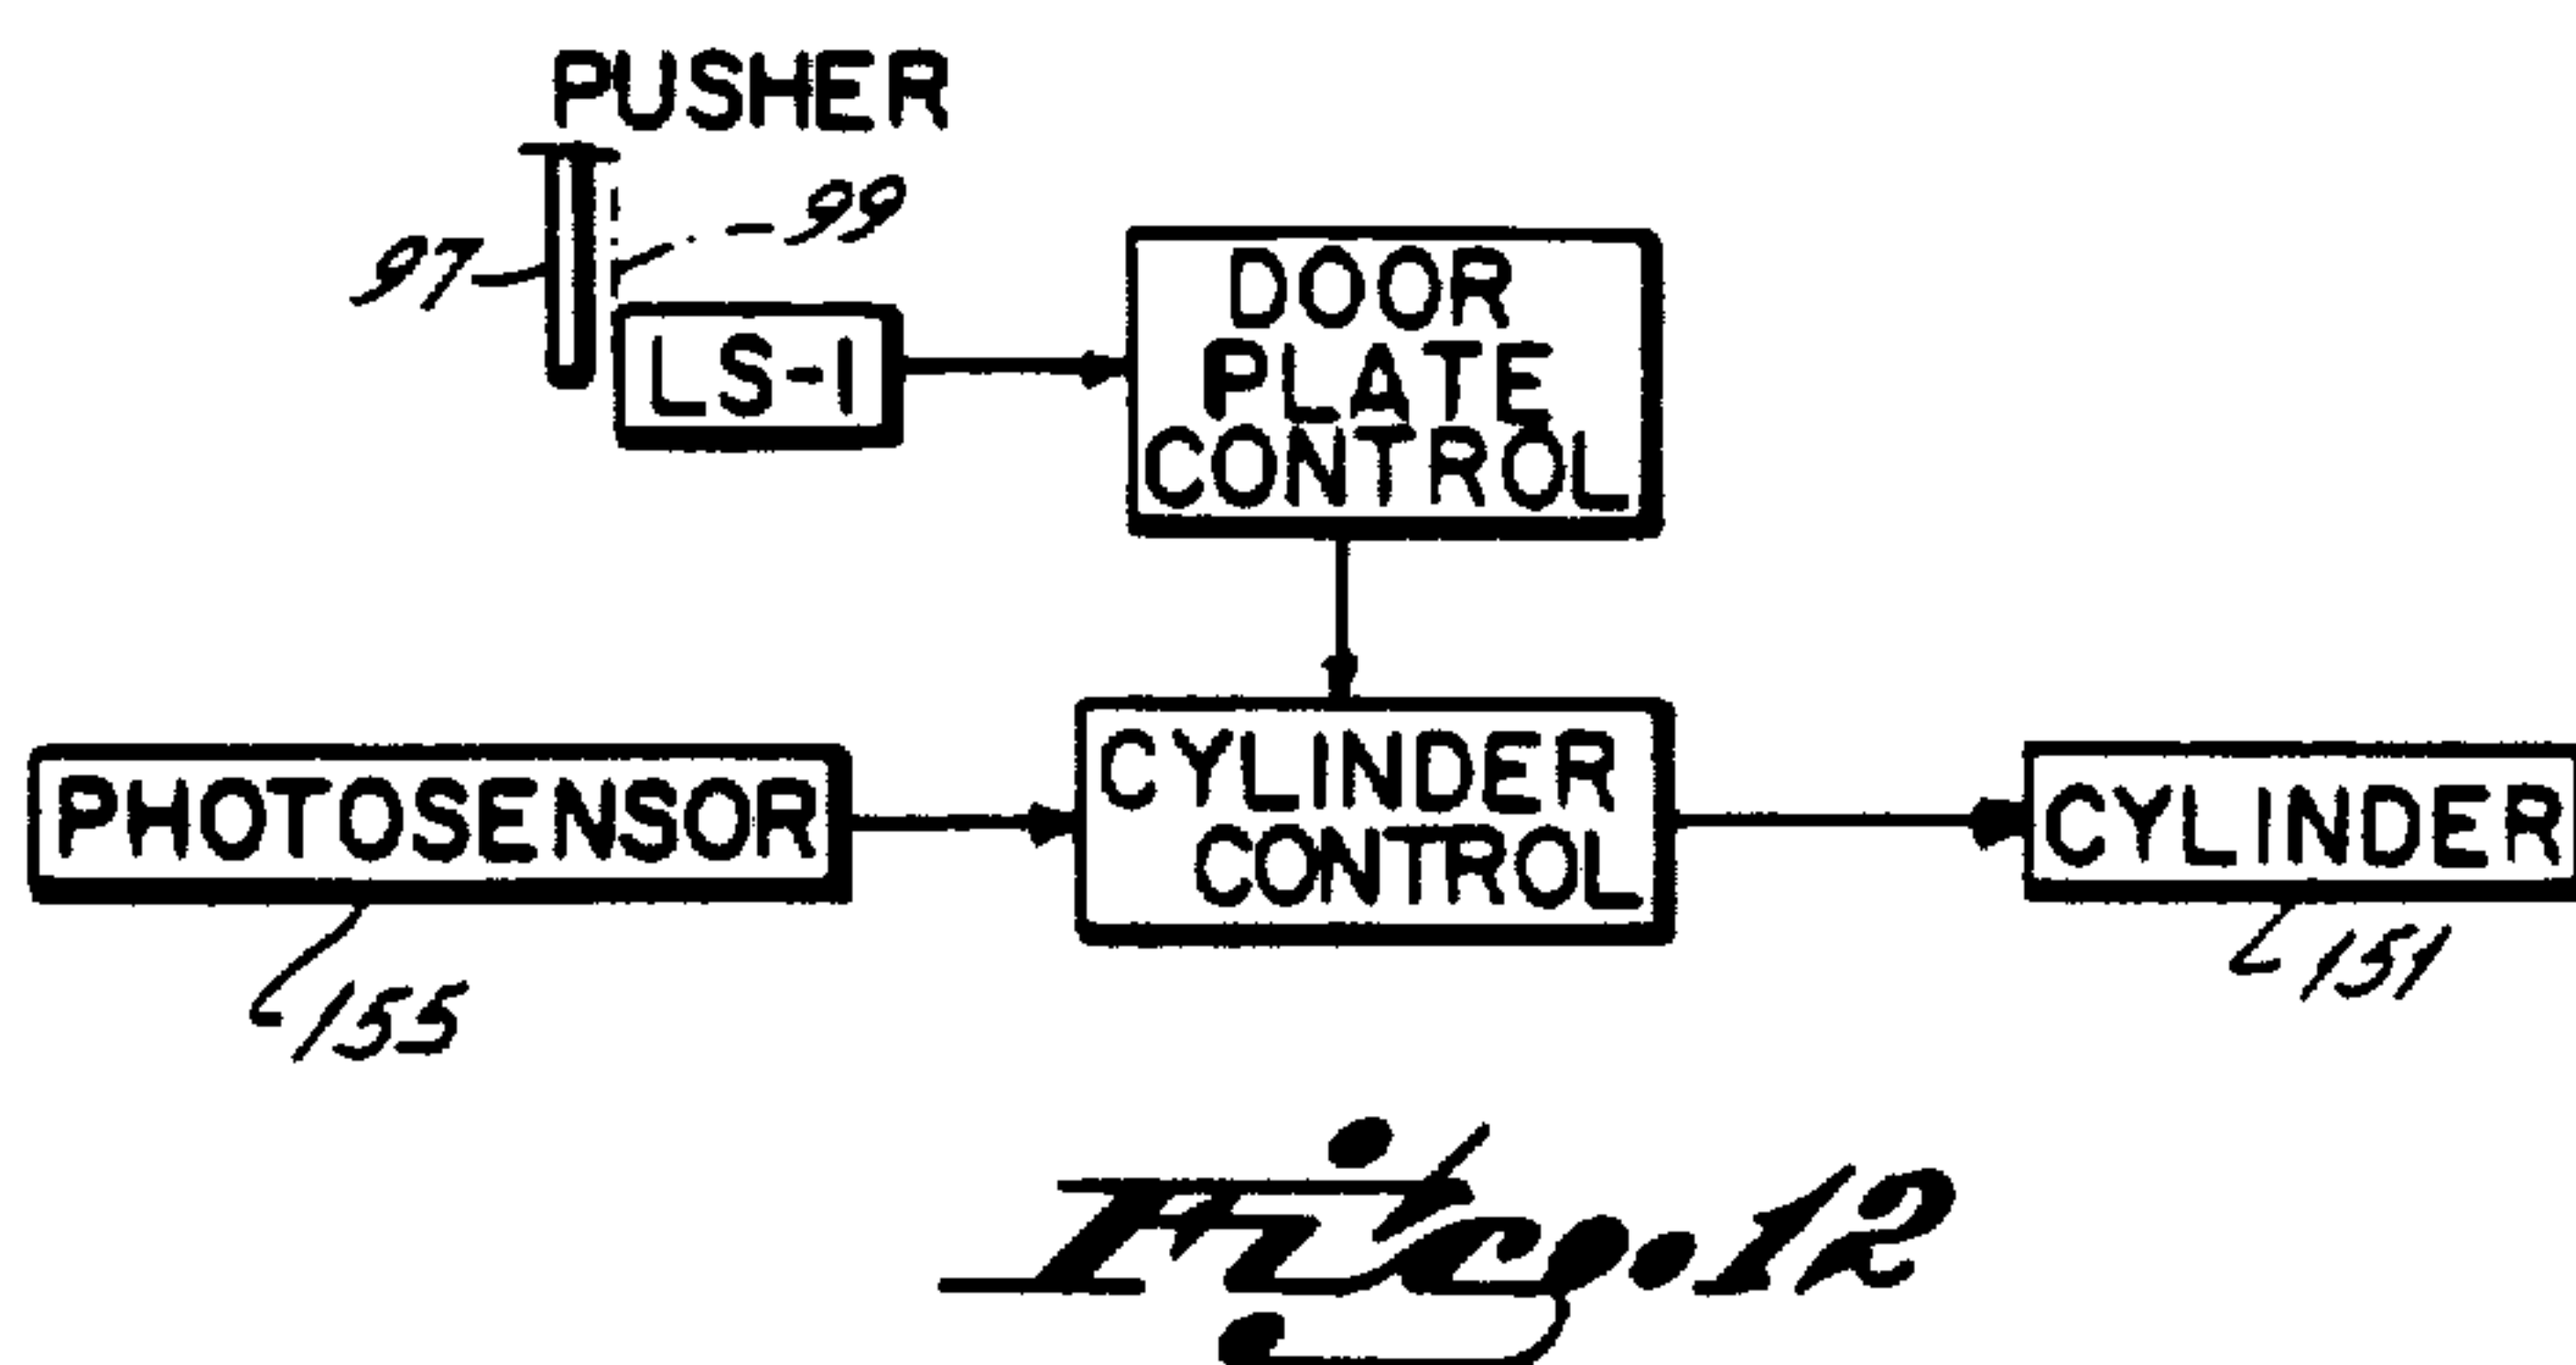 PUSHER
97
99
LS-1
DOOR
PLATE
CONTROL
PHOTOSENSOR
CYLINDER
CONTROL
CYLINDER
155
151
Fig. 12